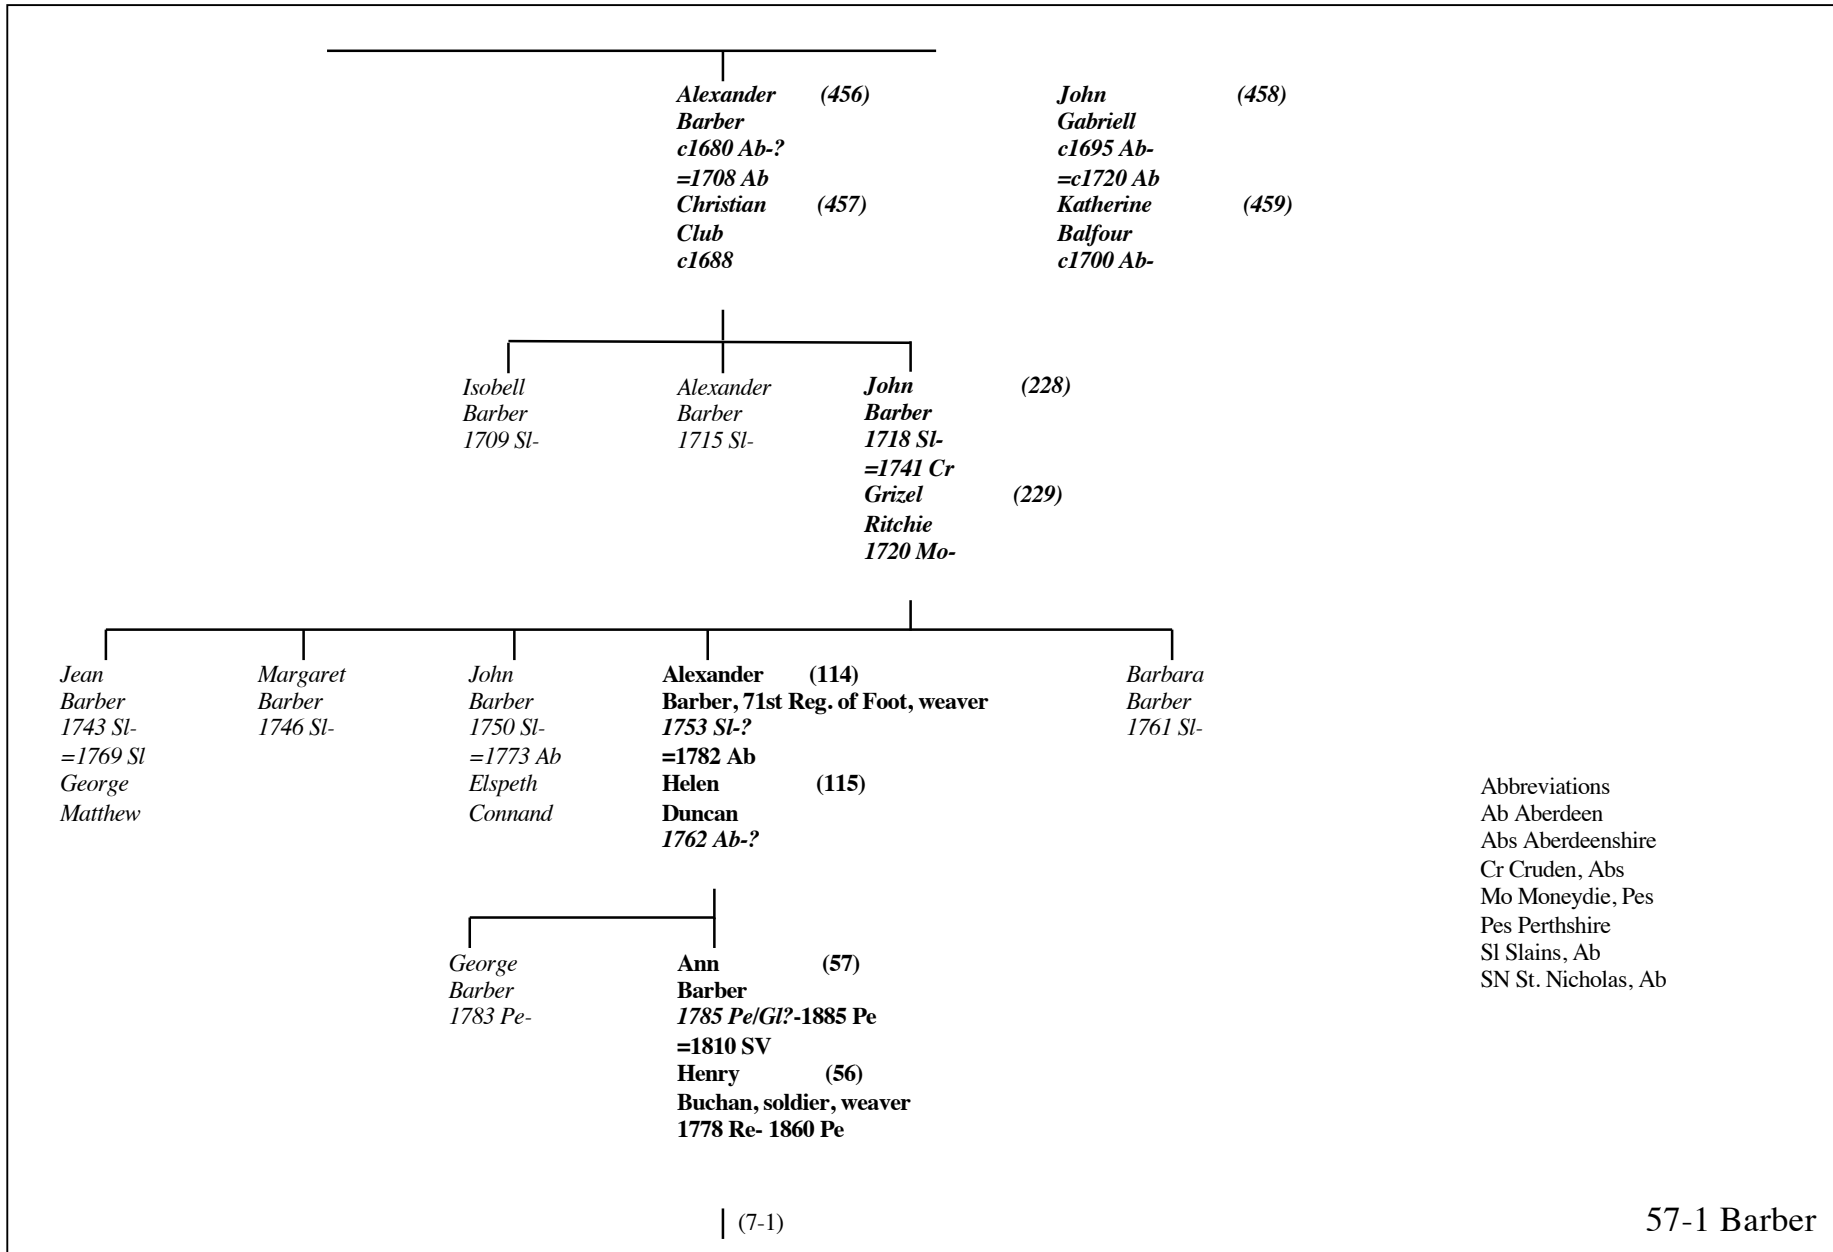 Alexander (456)
Barber
c1680 Ab-?
=1708 Ab
Christian (457)
Club
c1688
John (458)
Gabriell
c1695 Ab-
=c1720 Ab
Katherine (459)
Balfour
c1700 Ab-
Isobell
Barber
1709 Sl-
Alexander
Barber
1715 Sl-
John (228)
Barber
1718 Sl-
=1741 Cr
Grizel (229)
Ritchie
1720 Mo-
Jean
Barber
1743 Sl-
=1769 Sl
George
Matthew
Margaret
Barber
1746 Sl-
John
Barber
1750 Sl-
=1773 Ab
Elspeth
Connand
Alexander (114)
Barber, 71st Reg. of Foot, weaver
1753 Sl-?
=1782 Ab
Helen (115)
Duncan
1762 Ab-?
Barbara
Barber
1761 Sl-
George
Barber
1783 Pe-
Ann (57)
Barber
1785 Pe/Gl?-1885 Pe
=1810 SV
Henry (56)
Buchan, soldier, weaver
1778 Re- 1860 Pe
(7-1)
Abbreviations
Ab Aberdeen
Abs Aberdeenshire
Cr Cruden, Abs
Mo Moneydie, Pes
Pes Perthshire
Sl Slains, Ab
SN St. Nicholas, Ab
57-1 Barber